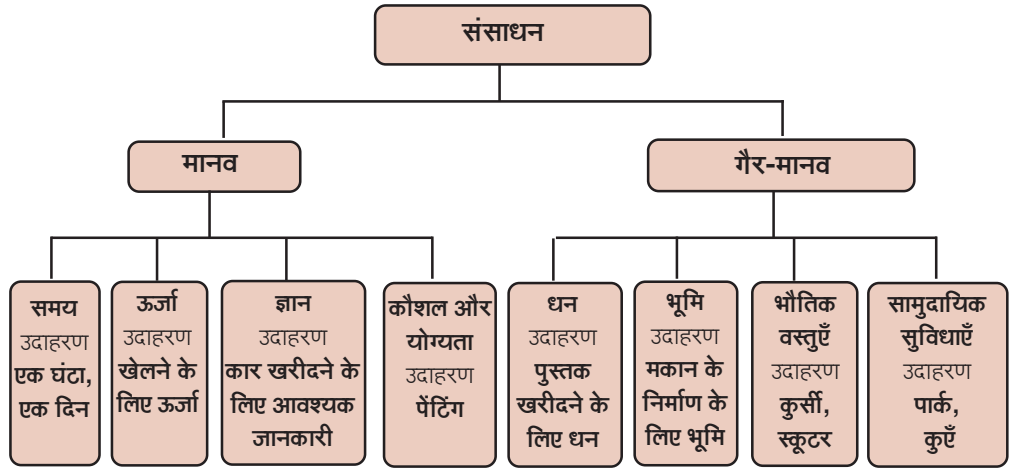 संसाधन
मानव
गैर-मानव
समय
उदाहरण
एक घंटा,
एक दिन
ऊर्जा
उदाहरण
खेलने के
लिए ऊर्जा
ज्ञान
उदाहरण
कार खरीदने के
लिए आवश्यक
जानकारी
कौशल और
योग्यता
उदाहरण
पेंटिंग
धन
उदाहरण
पुस्तक
खरीदने के
लिए धन
भूमि
उदाहरण
मकान के
निर्माण के
लिए भूमि
भौतिक
वस्तुएँ
उदाहरण
कुर्सी,
स्कूटर
सामुदायिक
सुविधाएँ
उदाहरण
पार्क,
कुएँ